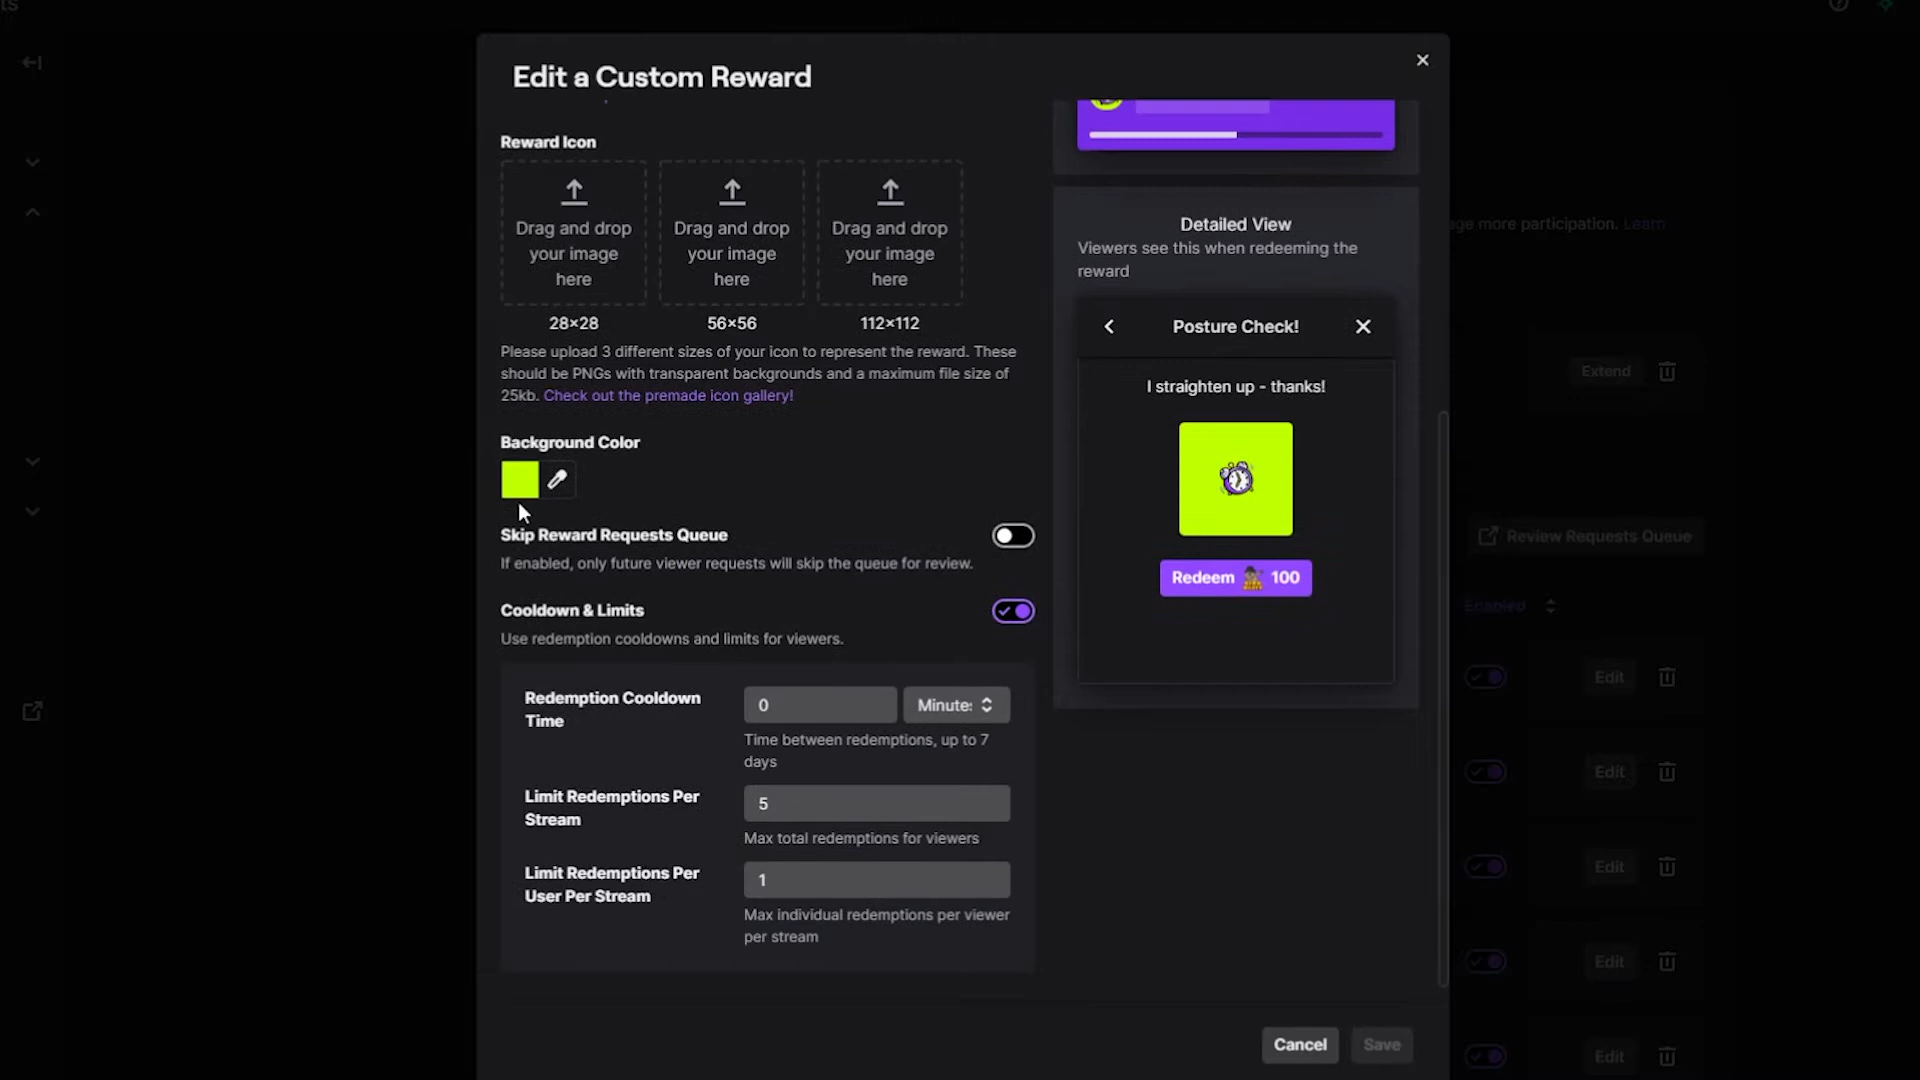 ts
Edit a Custom Reward
Reward Icon
Drag and drop
your image
here
Drag and drop
your image
here
Drag and drop
your image
here
28×28
56×56
112×112
Please upload 3 different sizes of your icon to represent the reward. These
should be PNGs with transparent backgrounds and a maximum file size of
25kb. Check out the premade icon gallery!
Background Color
Skip Reward Requests Queue
If enabled, only future viewer requests will skip the queue for review.
Cooldown & Limits
Use redemption cooldowns and limits for viewers.
Redemption Cooldown
Time
0
Minute
Time between redemptions, up to 7
days
Limit Redemptions Per
Stream
5
Max total redemptions for viewers
Limit Redemptions Per
User Per Stream
1
Max individual redemptions per viewer
per stream
Detailed View
Viewers see this when redeeming the
reward
Posture Check!
I straighten up - thanks!
Redeem 100
Cancel
Save
ge more participation. Learn
Extend
Review Requests Queue
Enabled
Edit
Edit
Edit
Edit
Edit